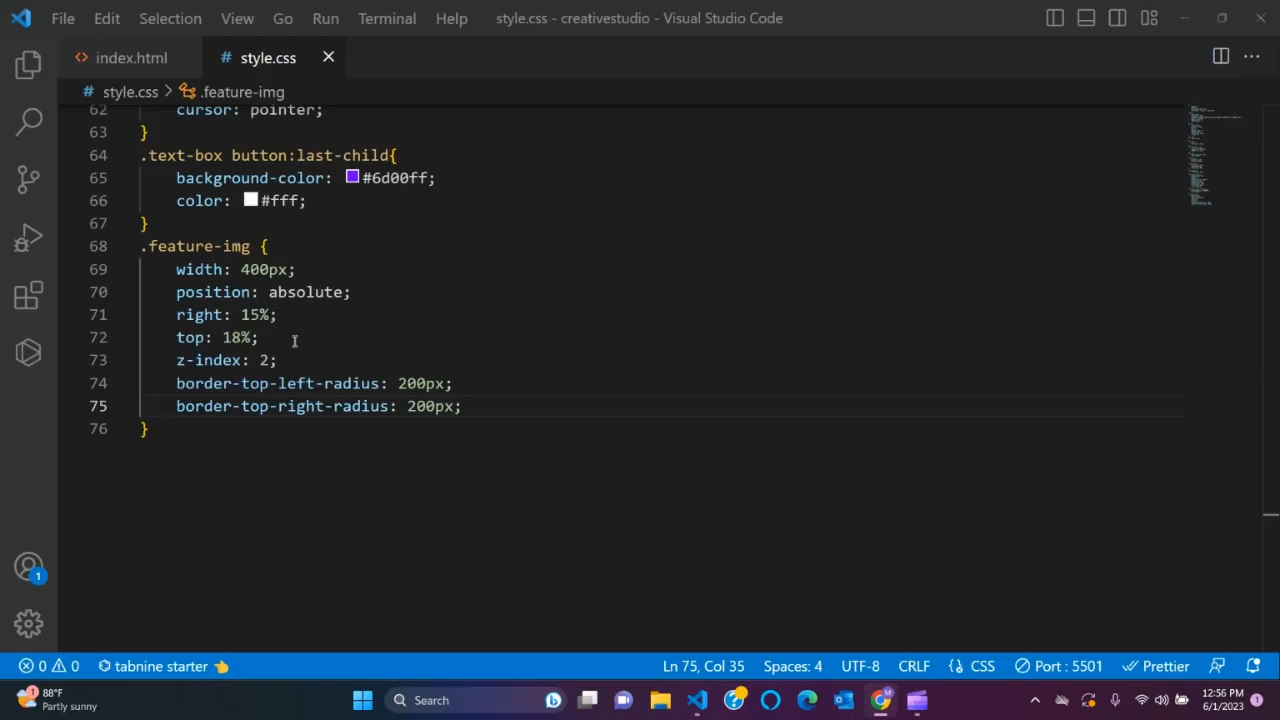 File Edit Selection View Go Run Terminal Help style.css - creativestudio - Visual Studio Code
index.html # style.css
# style.css > .feature-img
62 cursor: pointer;
63 }
64 .text-box button:last-child{
65 background-color: #6d00ff;
66 color: #fff;
67 }
68 .feature-img {
69 width: 400px;
70 position: absolute;
71 right: 15%;
72 top: 18%;
73 z-index: 2;
74 border-top-left-radius: 200px;
75 border-top-right-radius: 200px;
76 }
1
0 0 tabnine starter Ln 75, Col 35 Spaces: 4 UTF-8 CRLF CSS Port : 5501 Prettier
1 88°F
Partly sunny
Search
M
12:56 PM
6/1/2023
1